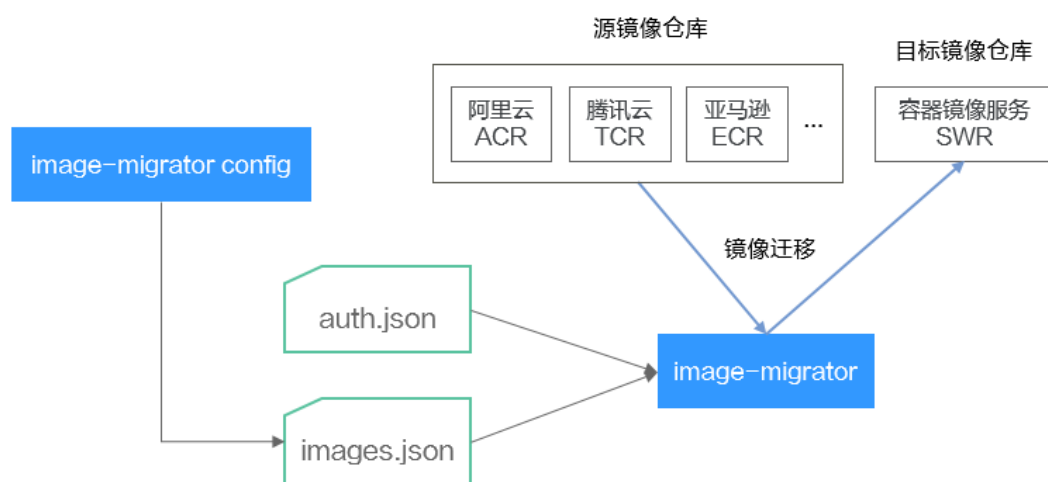 源镜像仓库
目标镜像仓库
阿里云
ACR
腾讯云
TCR
亚马逊
ECR
...
容器镜像服务
SWR
image-migrator config
镜像迁移
auth.json
image-migrator
images.json